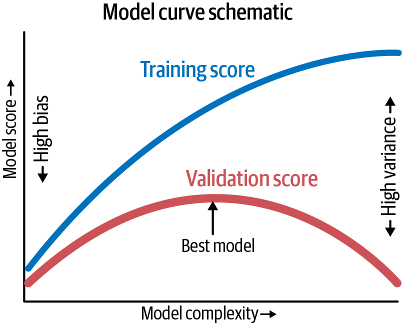 Model curve schematic
Training score
Validation score
Best model
Model score →
← High bias
← High variance →
Model complexity →